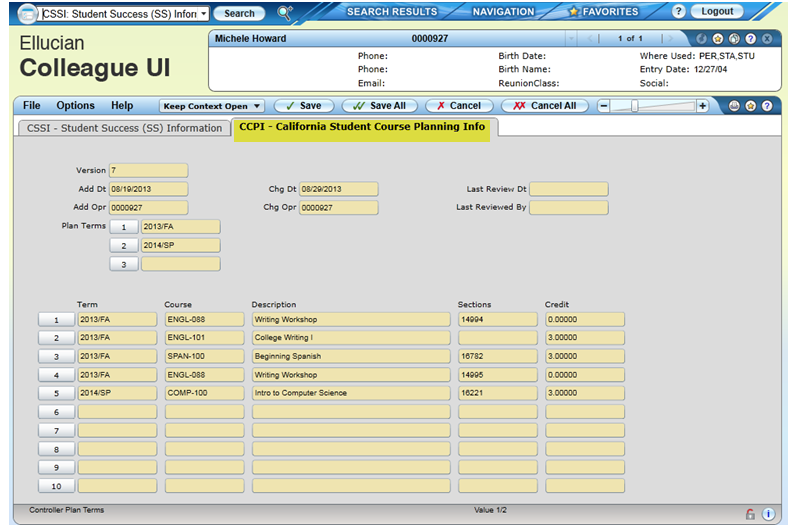 CSSI: Student Success (SS) Inforr Search SEARCH RESULTS NAVIGATION FAVORITES ? Logout
Ellucian
Colleague UI
Michele Howard 0000927 1 of 1
Phone: Birth Date: Where Used: PER,STA,STU
Phone: Birth Name: Entry Date: 12/27/04
Email: ReunionClass: Social:
File Options Help Keep Context Open Save Save All Cancel Cancel All
CSSI - Student Success (SS) Information CCPI - California Student Course Planning Info
Version 7
Add Dt 08/19/2013 Chg Dt 08/29/2013 Last Review Dt
Add Opr 0000927 Chg Opr 0000927 Last Reviewed By
Plan Terms 1 2013/FA
2 2014/SP
3
Term Course Description Sections Credit
1 2013/FA ENGL-088 Writing Workshop 14994 0.00000
2 2013/FA ENGL-101 College Writing I 3.00000
3 2013/FA SPAN-100 Beginning Spanish 16782 3.00000
4 2013/FA ENGL-088 Writing Workshop 14995 0.00000
5 2014/SP COMP-100 Intro to Computer Science 16221 3.00000
6
7
8
9
10
Controller Plan Terms Value 1/2